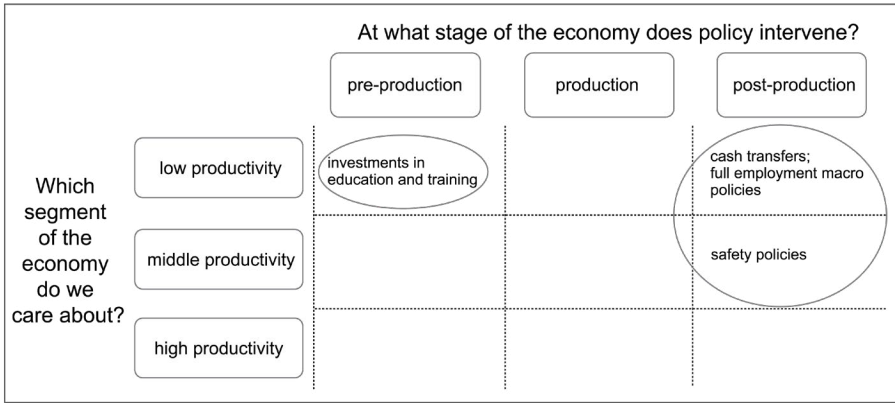 At what stage of the economy does policy intervene?
pre-production
production
post-production
Which
segment
of the
economy
do we
care about?
low productivity
investments in
education and training
cash transfers;
full employment macro
policies
middle productivity
safety policies
high productivity